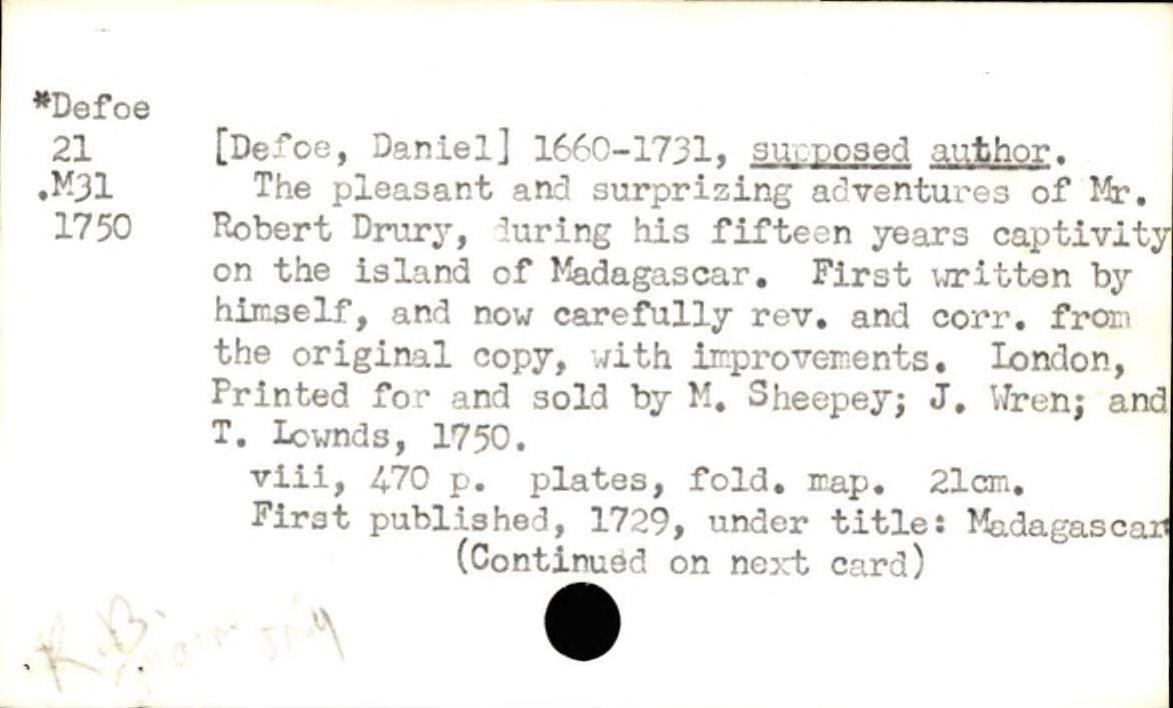 *Defoe
21 [Defoe, Daniel] 1660-1731, supposed author.
.M31 The pleasant and surprizing adventures of Mr.
1750 Robert Drury, during his fifteen years captivity
on the island of Madagascar. First written by
himself, and now carefully rev. and corr. from
the original copy, with improvements. London,
Printed for and sold by M. Sheepey; J. Wren; and
T. Lownds, 1750.
viii, 470 p. plates, fold. map. 21cm.
First published, 1729, under title: Madagascar
(Continued on next card)